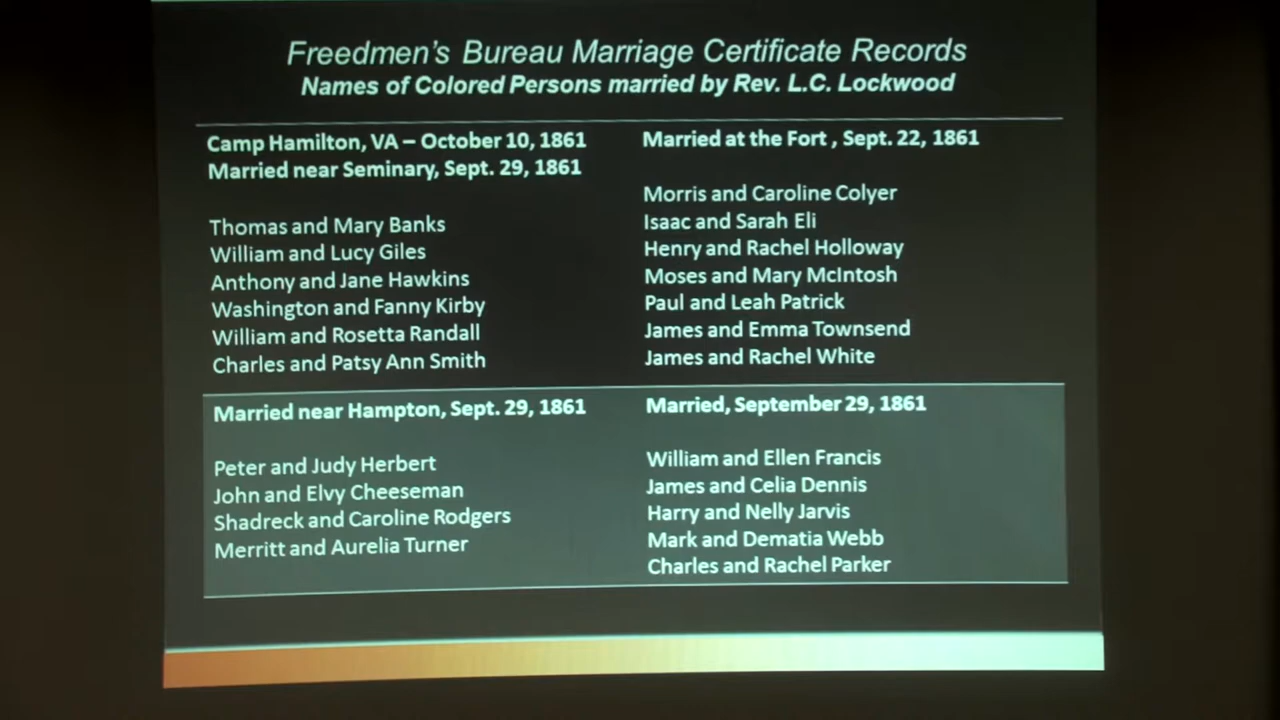 Freedmen's Bureau Marriage Certificate Records
Names of Colored Persons married by Rev. L.C. Lockwood
Camp Hamilton, VA – October 10, 1861
Married near Seminary, Sept. 29, 1861
Thomas and Mary Banks
William and Lucy Giles
Anthony and Jane Hawkins
Washington and Fanny Kirby
William and Rosetta Randall
Charles and Patsy Ann Smith
Married at the Fort , Sept. 22, 1861
Morris and Caroline Colyer
Isaac and Sarah Eli
Henry and Rachel Holloway
Moses and Mary McIntosh
Paul and Leah Patrick
James and Emma Townsend
James and Rachel White
Married near Hampton, Sept. 29, 1861
Peter and Judy Herbert
John and Elvy Cheeseman
Shadreck and Caroline Rodgers
Merritt and Aurelia Turner
Married, September 29, 1861
William and Ellen Francis
James and Celia Dennis
Harry and Nelly Jarvis
Mark and Dematia Webb
Charles and Rachel Parker